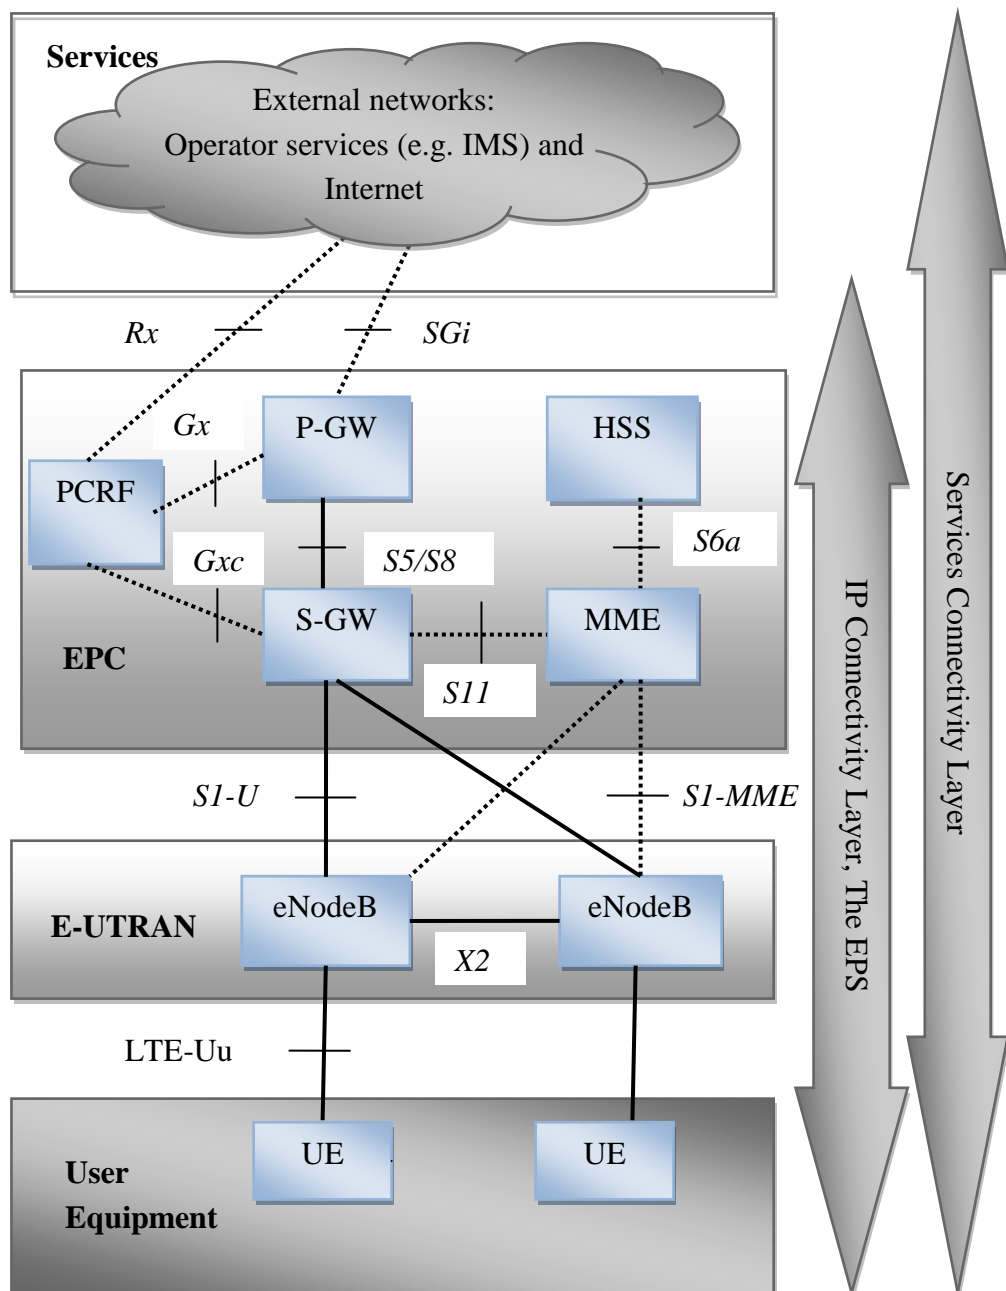 Services
External networks:
Operator services (e.g. IMS) and
Internet
Rx
SGi
Gx
P-GW
HSS
PCRF
Gxc
S5/S8
S6a
S-GW
MME
EPC
S11
S1-U
S1-MME
eNodeB
eNodeB
E-UTRAN
X2
LTE-Uu
UE
UE
User
Equipment
IP Connectivity Layer, The EPS
Services Connectivity Layer